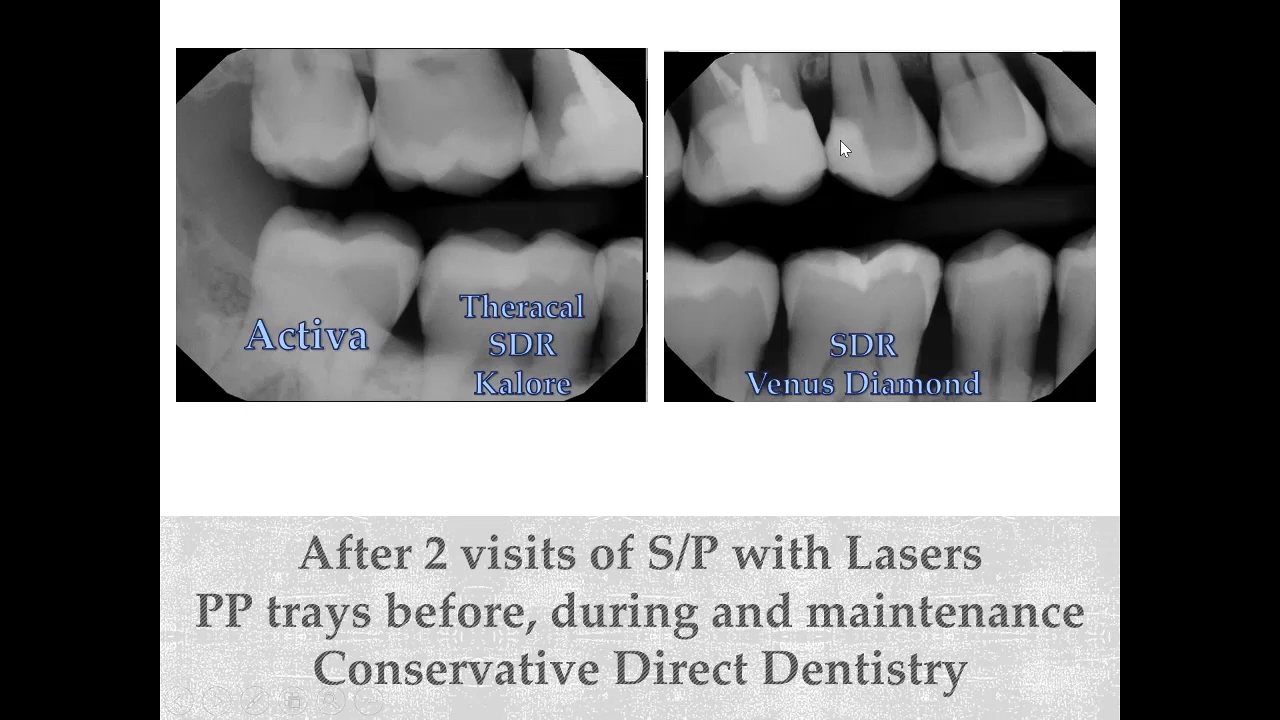 Activa
Theracal
SDR
Kalore
SDR
Venus Diamond
After 2 visits of S/P with Lasers
PP trays before, during and maintenance
Conservative Direct Dentistry